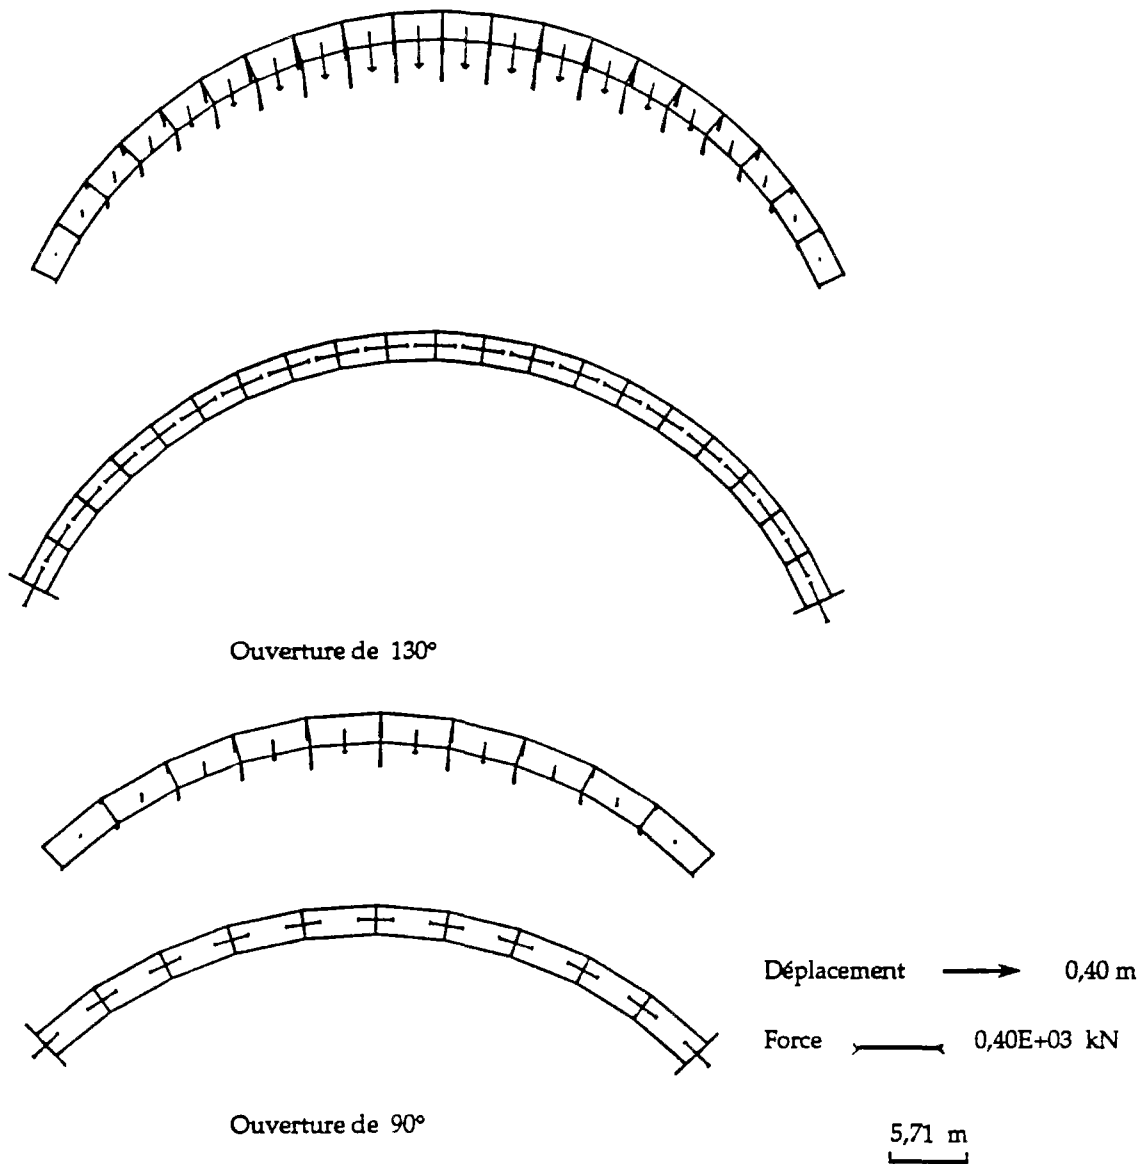 Ouverture de 130°
Déplacement 0,40 m
Force 0,40E+03 kN
Ouverture de 90°
5,71 m